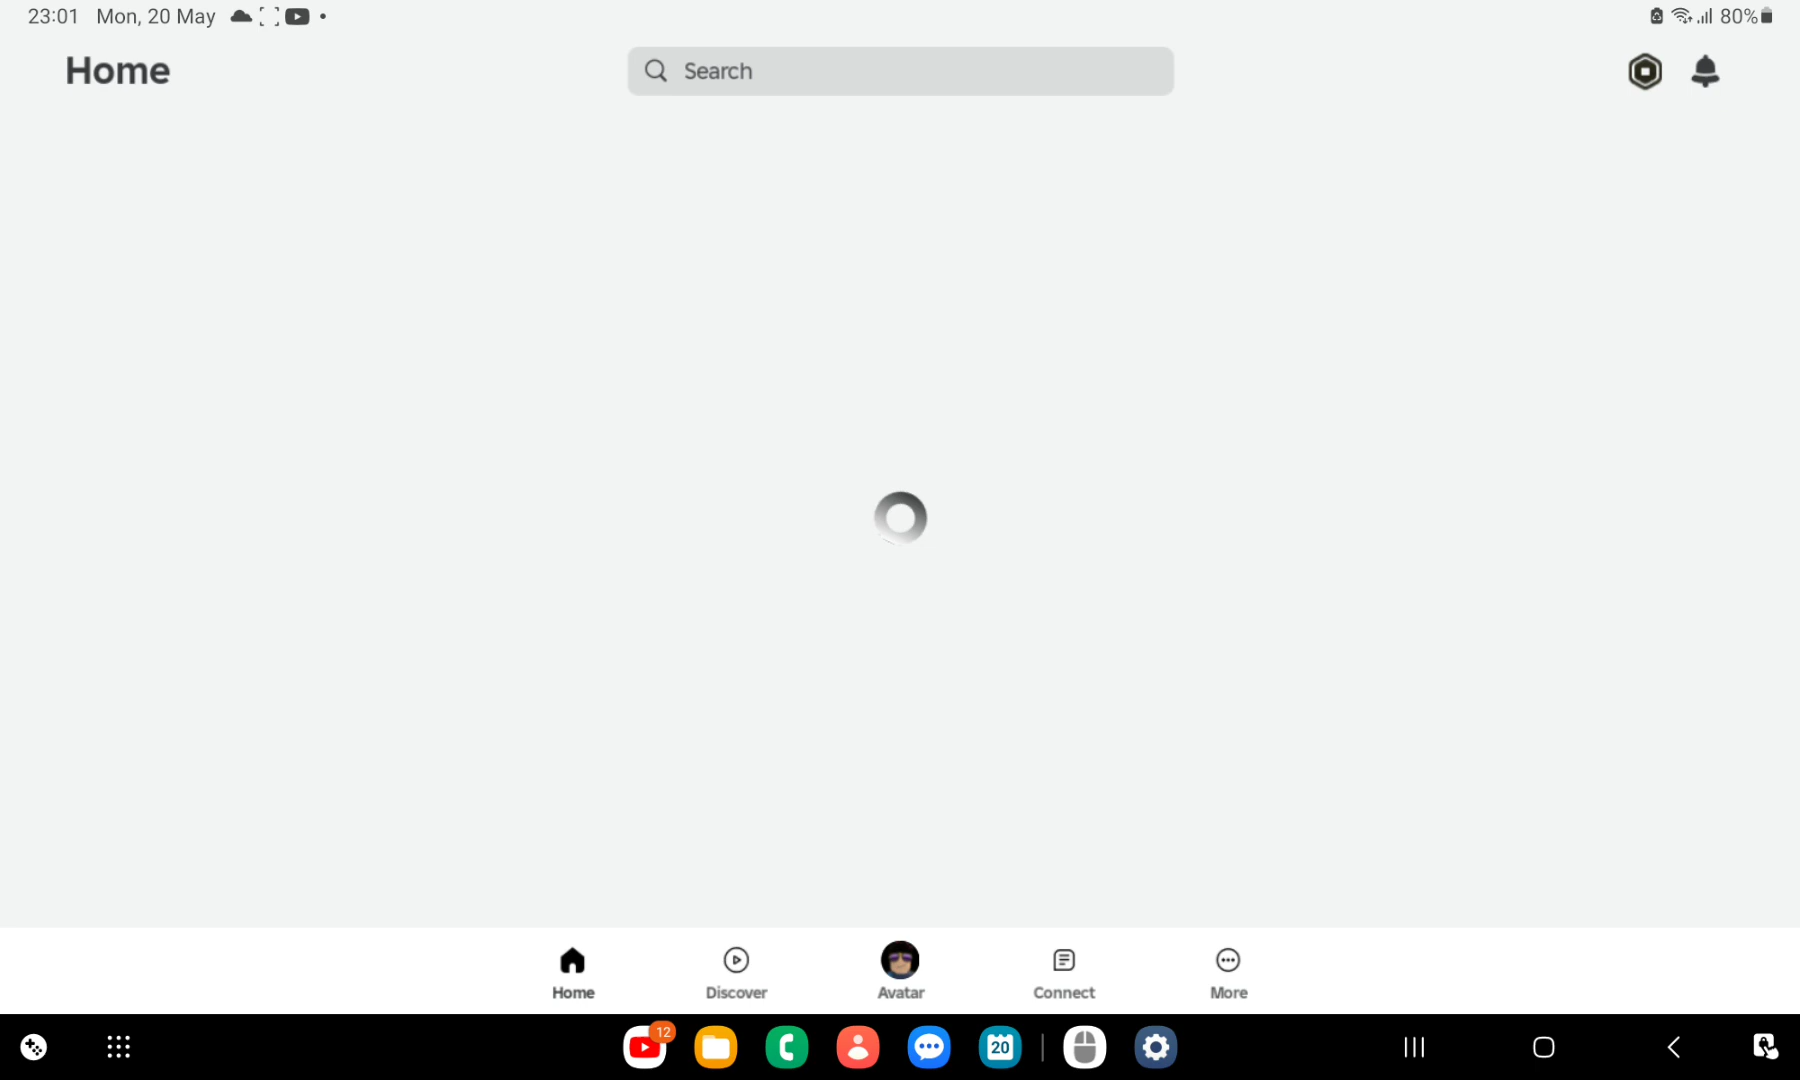 23:01 Mon, 20 May 80%
Home
Search
Home Discover Avatar Connect More
12
20